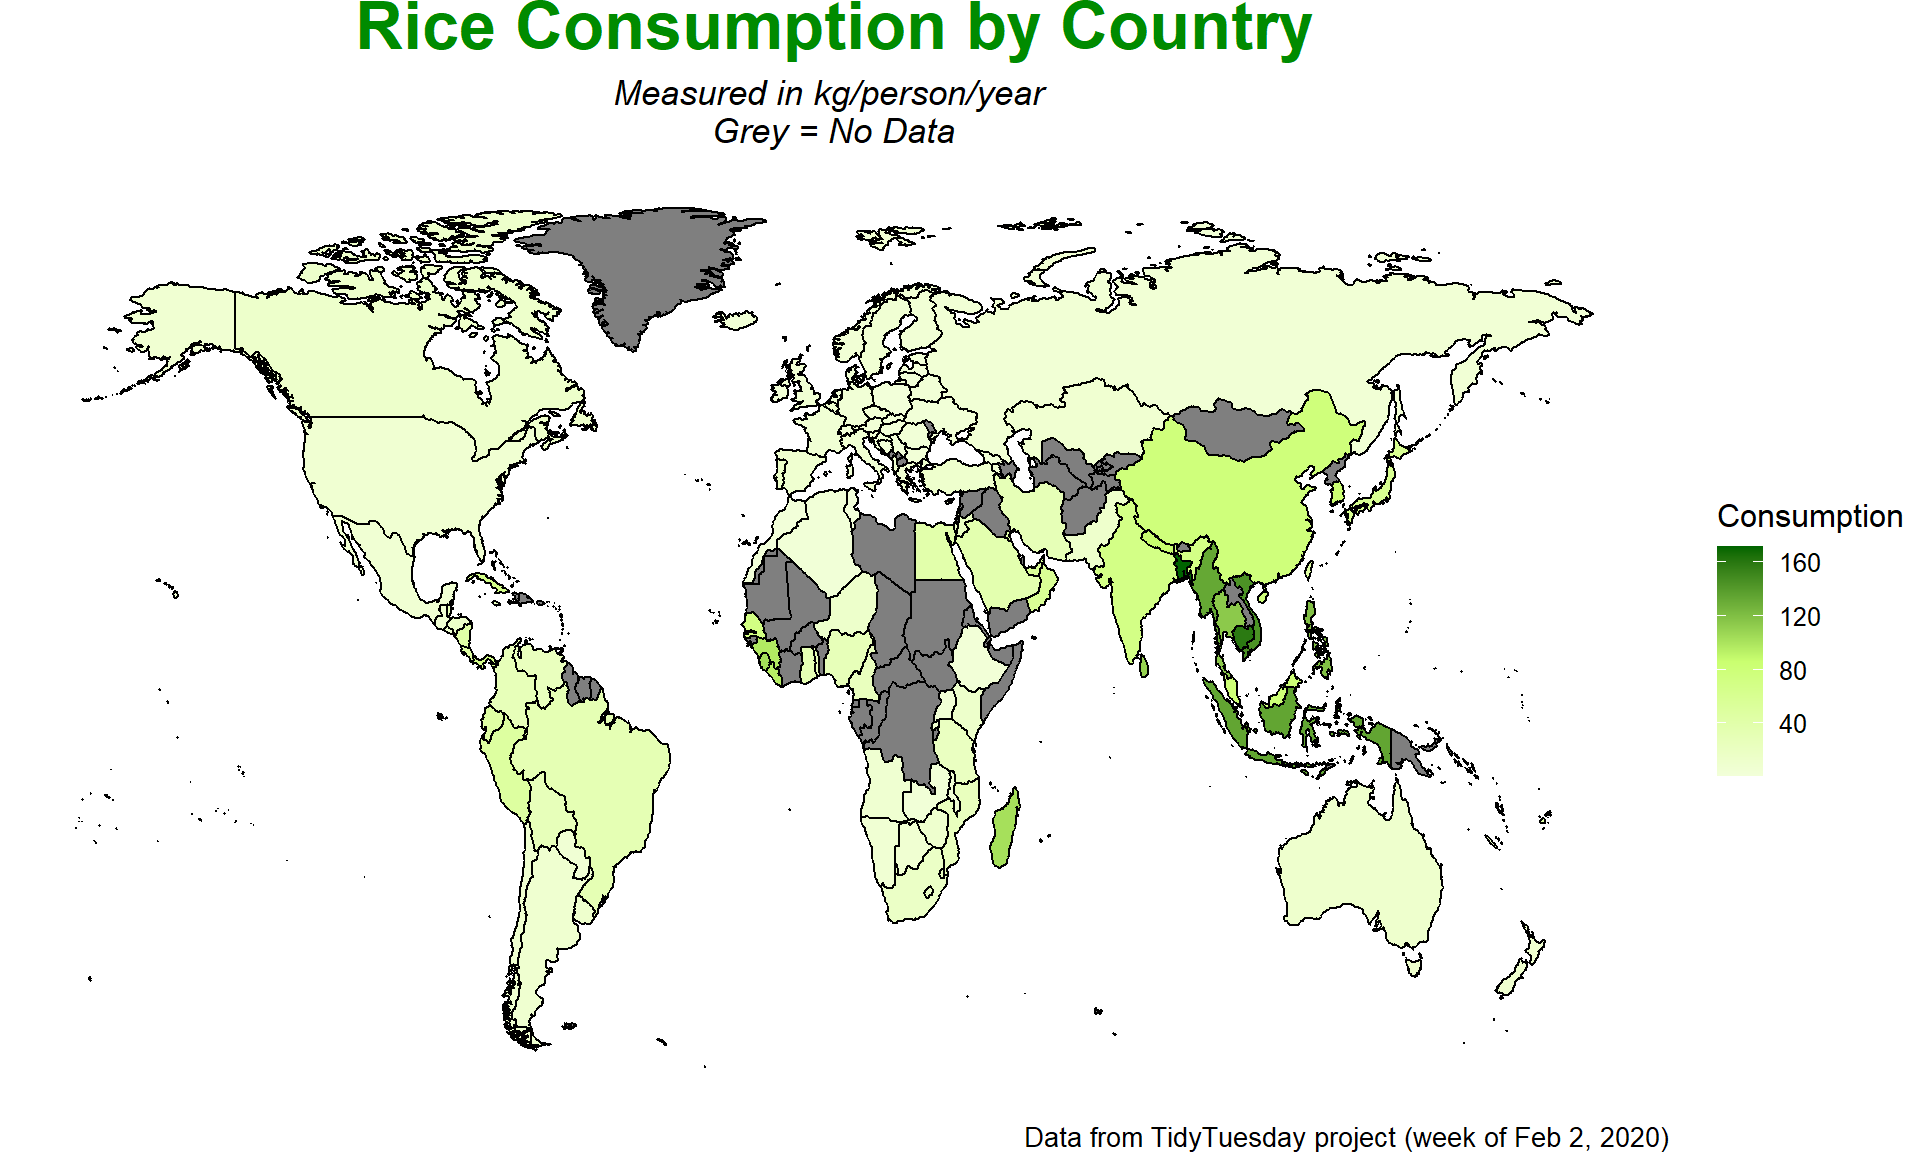 Rice Consumption by Country
Measured in kg/person/year
Grey = No Data
Consumption
160
120
80
40
Data from TidyTuesday project (week of Feb 2, 2020)